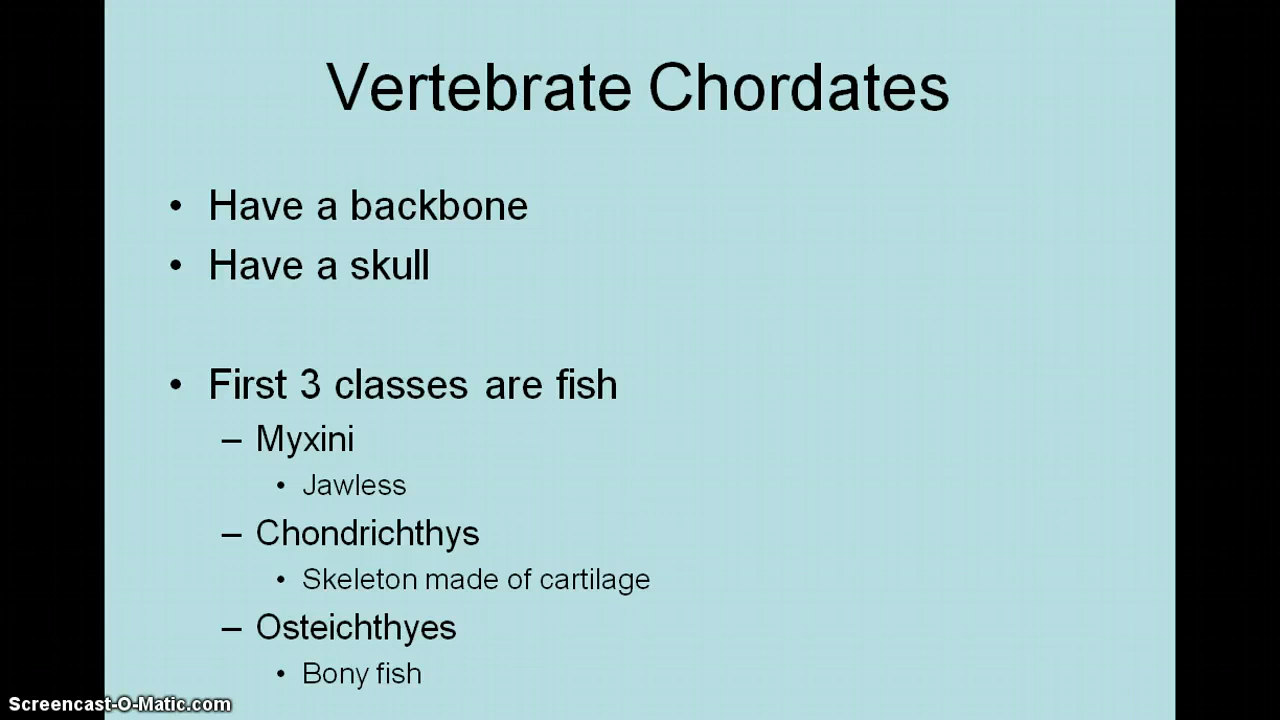 Vertebrate Chordates
• Have a backbone
• Have a skull
• First 3 classes are fish
– Myxini
• Jawless
– Chondrichthys
• Skeleton made of cartilage
– Osteichthyes
• Bony fish
Screencast-O-Matic.com